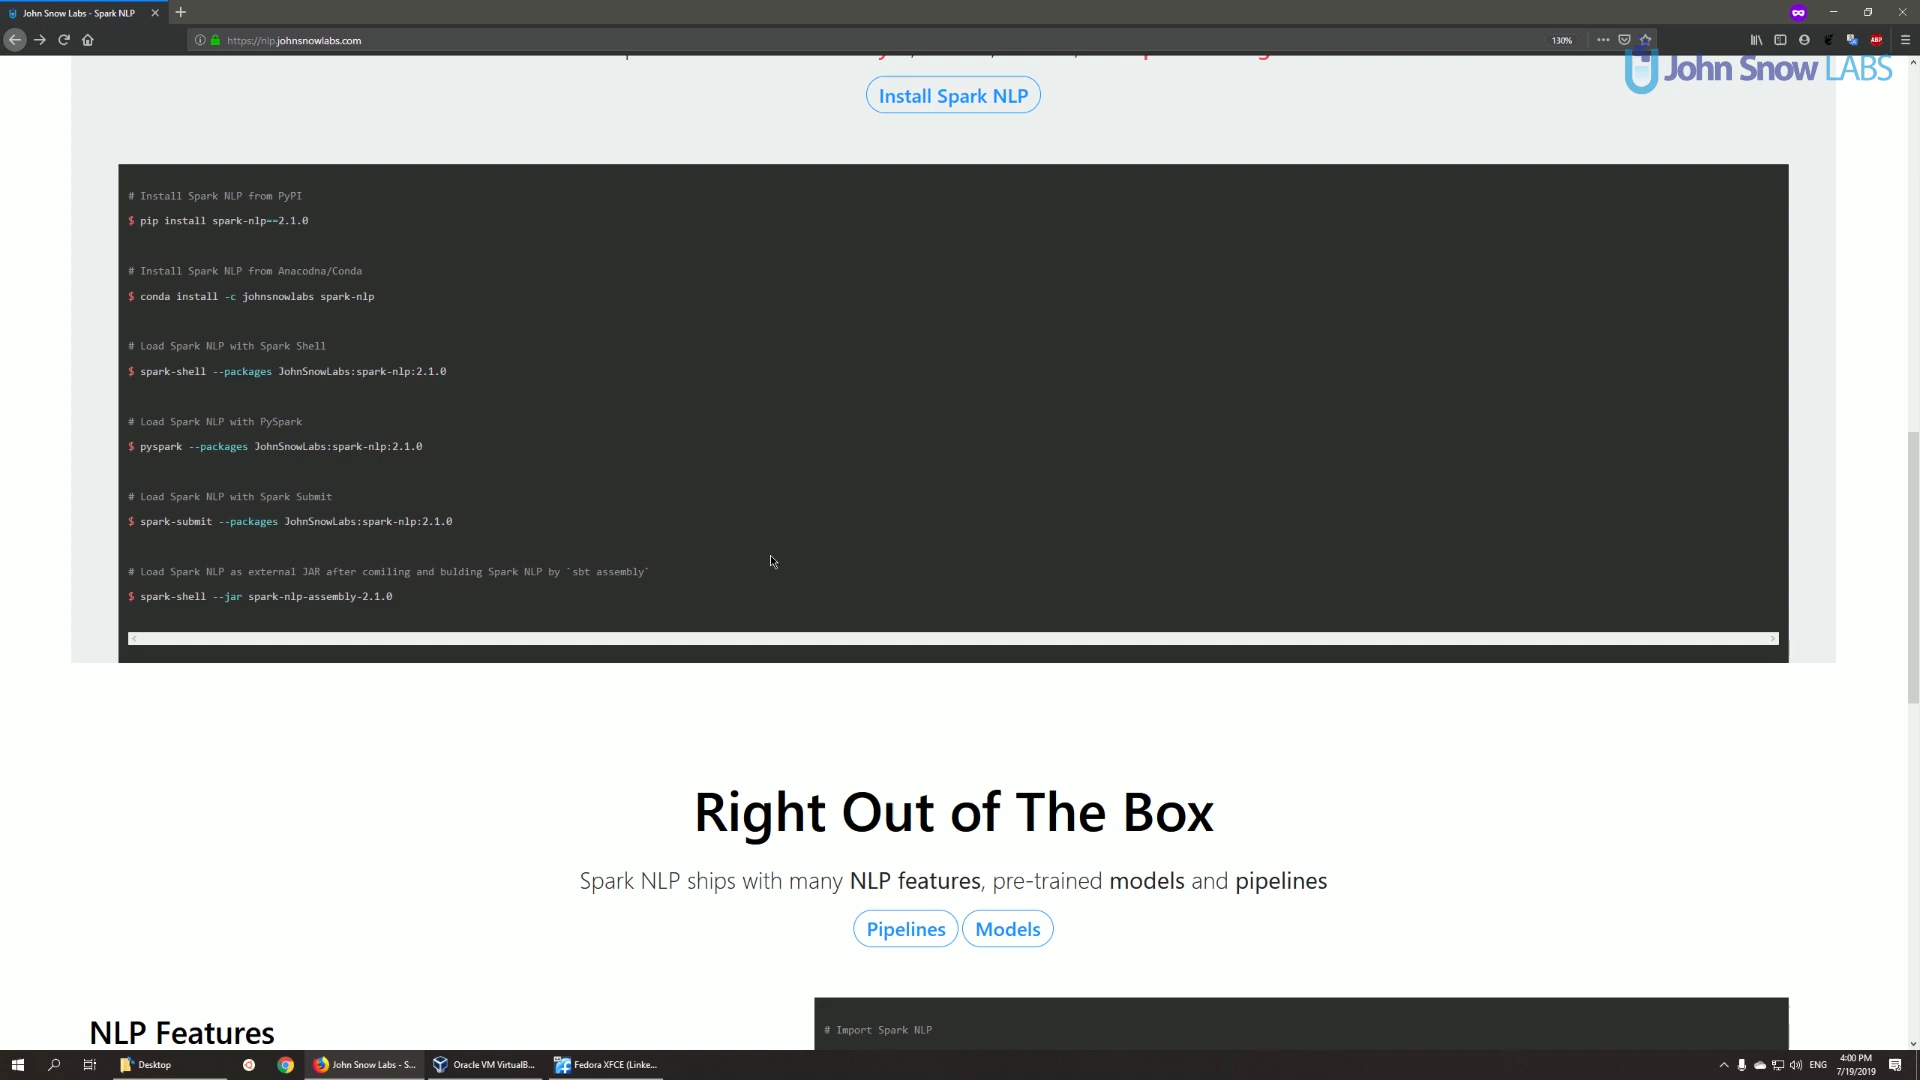 John Snow Labs - Spark NLP
https://nlp.johnsnowlabs.com
130%
ABP
John Snow LABS
Install Spark NLP
# Install Spark NLP from PyPI
$ pip install spark-nlp==2.1.0
# Install Spark NLP from Anacodna/Conda
$ conda install -c johnsnowlabs spark-nlp
# Load Spark NLP with Spark Shell
$ spark-shell --packages JohnSnowLabs:spark-nlp:2.1.0
# Load Spark NLP with PySpark
$ pyspark --packages JohnSnowLabs:spark-nlp:2.1.0
# Load Spark NLP with Spark Submit
$ spark-submit --packages JohnSnowLabs:spark-nlp:2.1.0
# Load Spark NLP as external JAR after comiling and bulding Spark NLP by `sbt assembly`
$ spark-shell --jar spark-nlp-assembly-2.1.0
Right Out of The Box
Spark NLP ships with many NLP features, pre-trained models and pipelines
Pipelines Models
NLP Features
# Import Spark NLP
Desktop
John Snow Labs - S...
Oracle VM VirtualB...
Fedora XFCE (Linke...
ENG
4:00 PM
7/19/2019